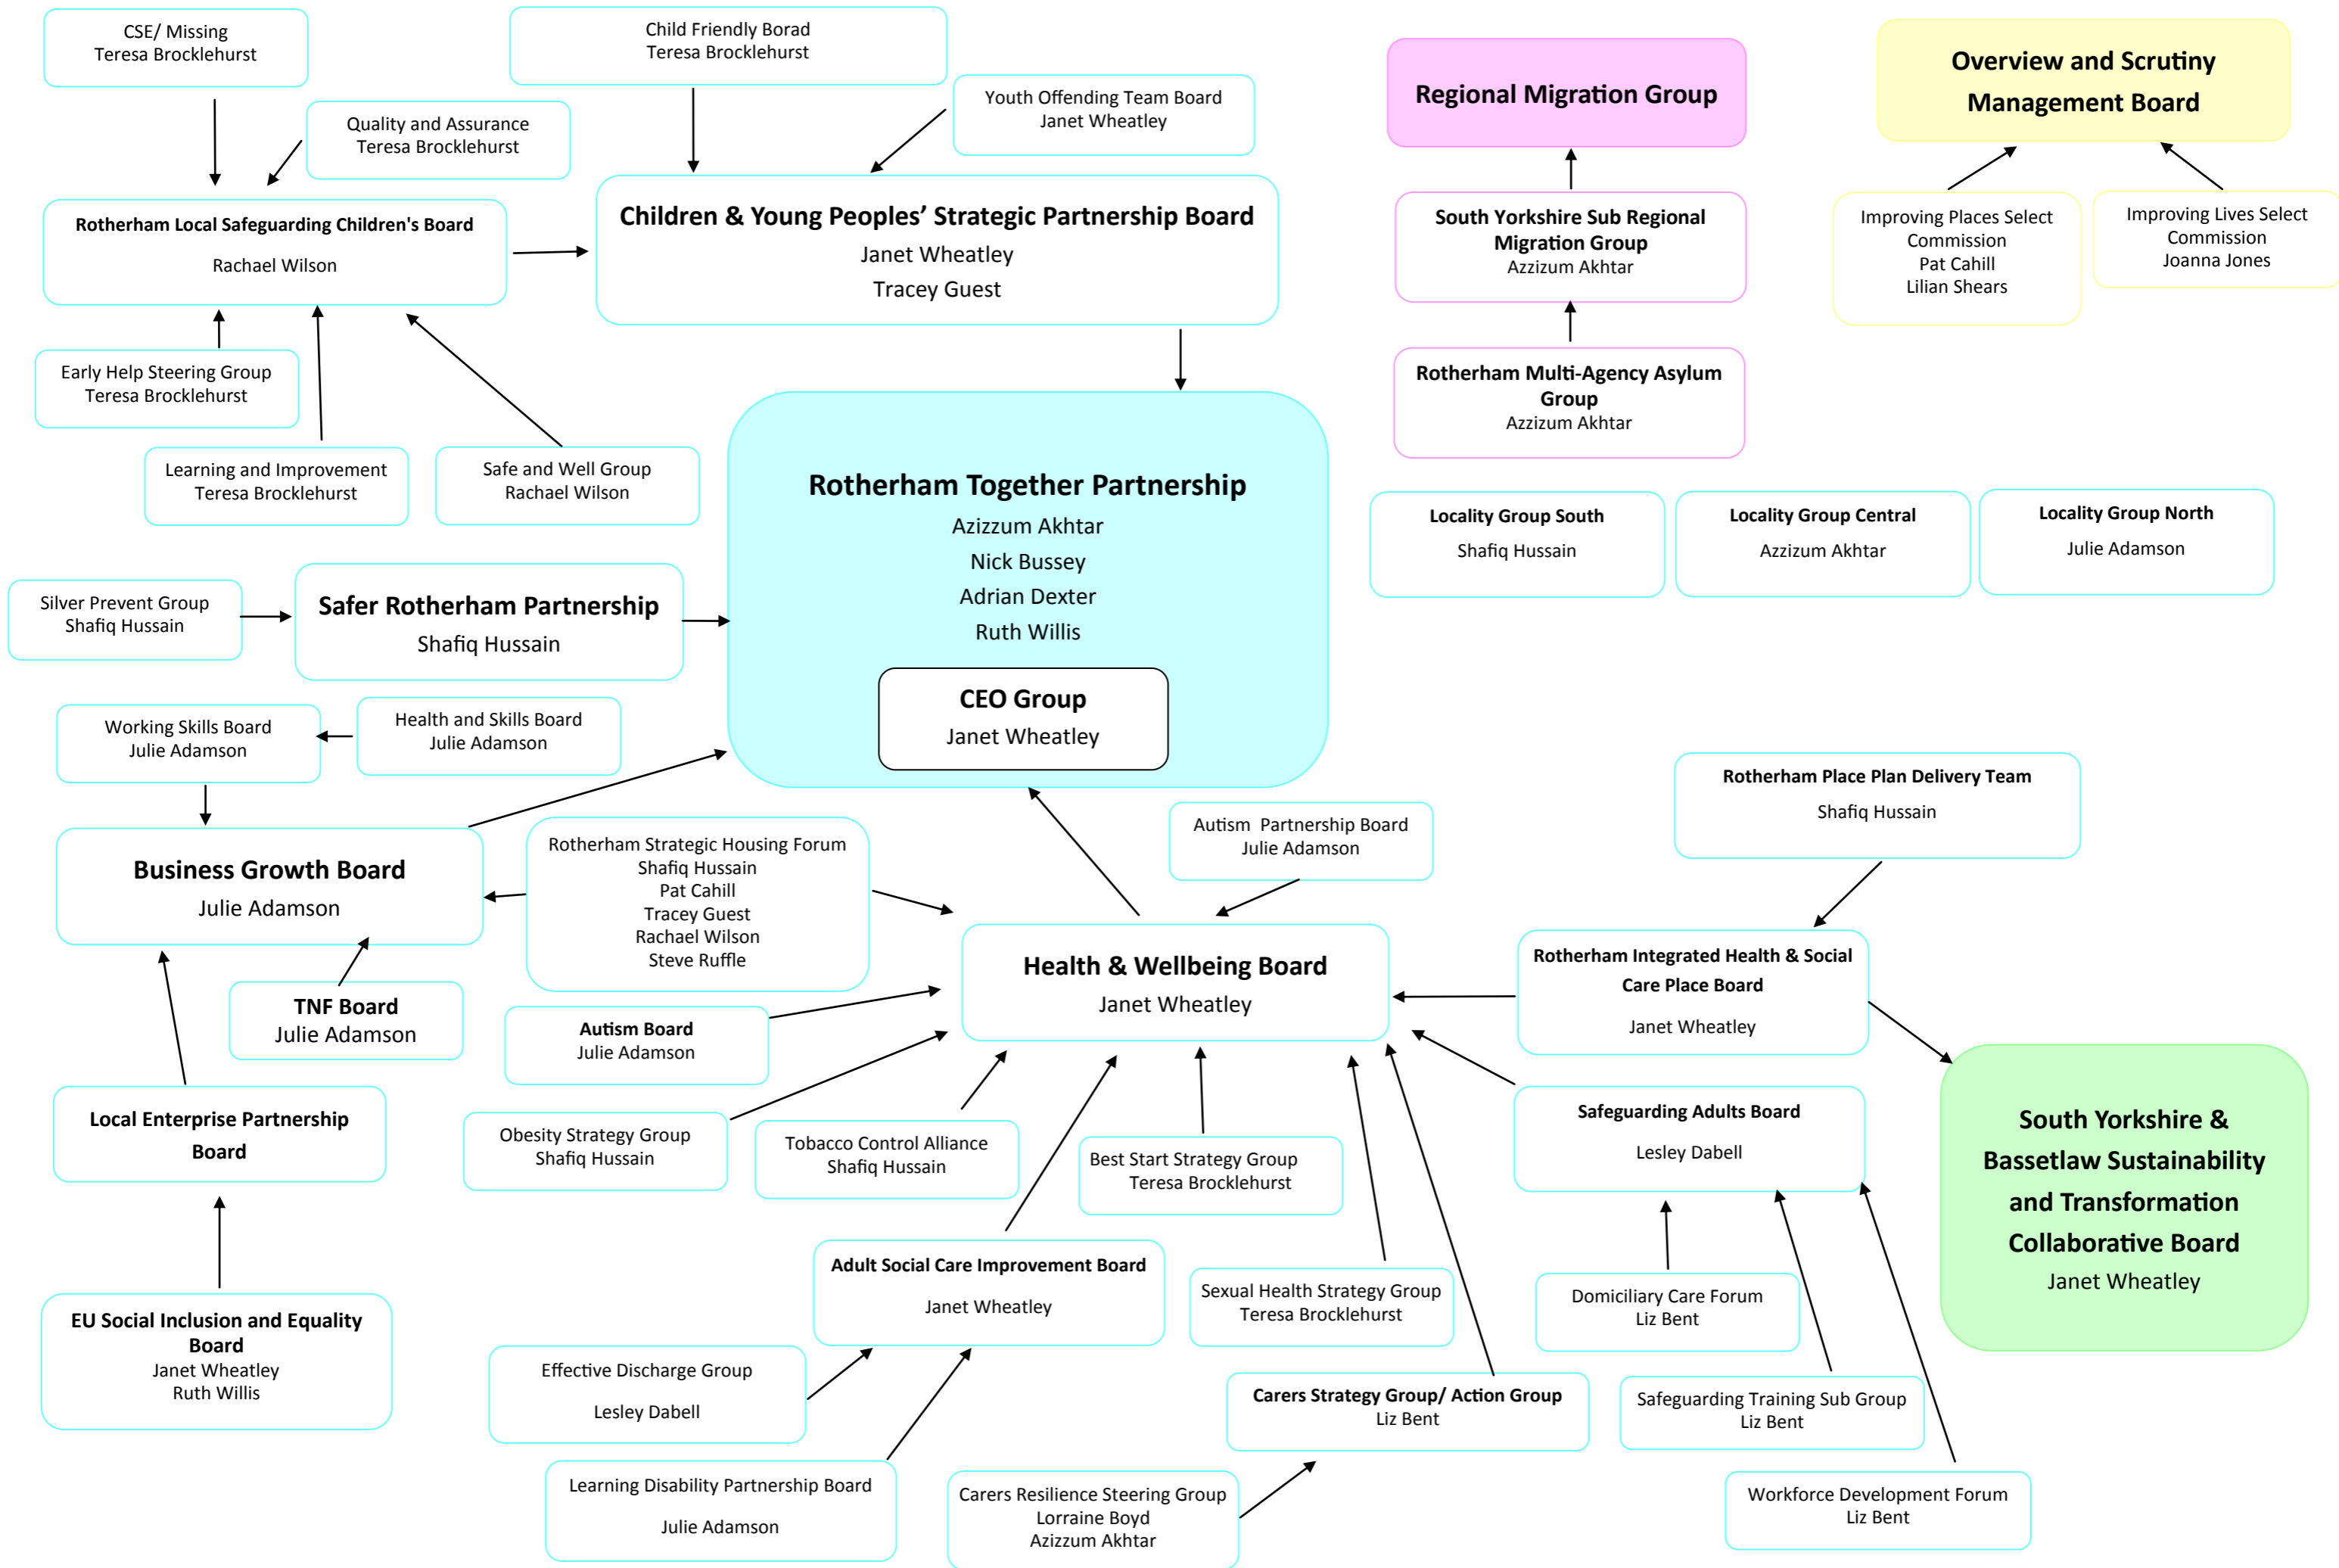 CSE/ Missing
Teresa Brocklehurst
Child Friendly Borad
Teresa Brocklehurst
Quality and Assurance
Teresa Brocklehurst
Youth Offending Team Board
Janet Wheatley
Regional Migration Group
Overview and Scrutiny
Management Board
Rotherham Local Safeguarding Children's Board
Rachael Wilson
Children & Young Peoples’ Strategic Partnership Board
Janet Wheatley
Tracey Guest
South Yorkshire Sub Regional
Migration Group
Azzizum Akhtar
Improving Places Select
Commission
Pat Cahill
Lilian Shears
Improving Lives Select
Commission
Joanna Jones
Early Help Steering Group
Teresa Brocklehurst
Learning and Improvement
Teresa Brocklehurst
Safe and Well Group
Rachael Wilson
Rotherham Multi-Agency Asylum
Group
Azzizum Akhtar
Rotherham Together Partnership
Azizzum Akhtar
Nick Bussey
Adrian Dexter
Ruth Willis
CEO Group
Janet Wheatley
Locality Group South
Shafiq Hussain
Locality Group Central
Azzizum Akhtar
Locality Group North
Julie Adamson
Silver Prevent Group
Shafiq Hussain
Safer Rotherham Partnership
Shafiq Hussain
Working Skills Board
Julie Adamson
Health and Skills Board
Julie Adamson
Business Growth Board
Julie Adamson
Rotherham Strategic Housing Forum
Shafiq Hussain
Pat Cahill
Tracey Guest
Rachael Wilson
Steve Ruffle
Autism  Partnership Board
Julie Adamson
Rotherham Place Plan Delivery Team
Shafiq Hussain
TNF Board
Julie Adamson
Autism Board
Julie Adamson
Health & Wellbeing Board
Janet Wheatley
Rotherham Integrated Health & Social
Care Place Board
Janet Wheatley
Local Enterprise Partnership
Board
Obesity Strategy Group
Shafiq Hussain
Tobacco Control Alliance
Shafiq Hussain
Best Start Strategy Group
Teresa Brocklehurst
Safeguarding Adults Board
Lesley Dabell
South Yorkshire &
Bassetlaw Sustainability
and Transformation
Collaborative Board
Janet Wheatley
EU Social Inclusion and Equality
Board
Janet Wheatley
Ruth Willis
Adult Social Care Improvement Board
Janet Wheatley
Sexual Health Strategy Group
Teresa Brocklehurst
Domiciliary Care Forum
Liz Bent
Effective Discharge Group
Lesley Dabell
Carers Strategy Group/ Action Group
Liz Bent
Safeguarding Training Sub Group
Liz Bent
Learning Disability Partnership Board
Julie Adamson
Carers Resilience Steering Group
Lorraine Boyd
Azizzum Akhtar
Workforce Development Forum
Liz Bent